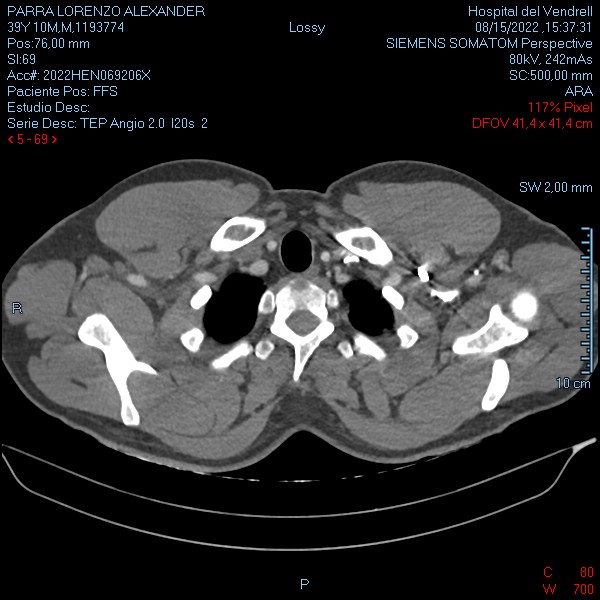 PARRA LORENZO ALEXANDER
39Y 10M,M,1193774
Pos:76,00 mm
SI:69
Acc#: 2022HEN069206X
Paciente Pos: FFS
Estudio Desc:
Serie Desc: TEP Angio 2.0 I20s 2
< 5 - 69 >
Lossy
Hospital del Vendrell
08/15/2022 ,15:37:31
SIEMENS SOMATOM Perspective
80kV, 242mAs
SC:500,00 mm
ARA
117% Pixel
DFOV 41,4 x 41,4 cm
SW 2,00 mm
R
10 cm
P
C 80
W 700